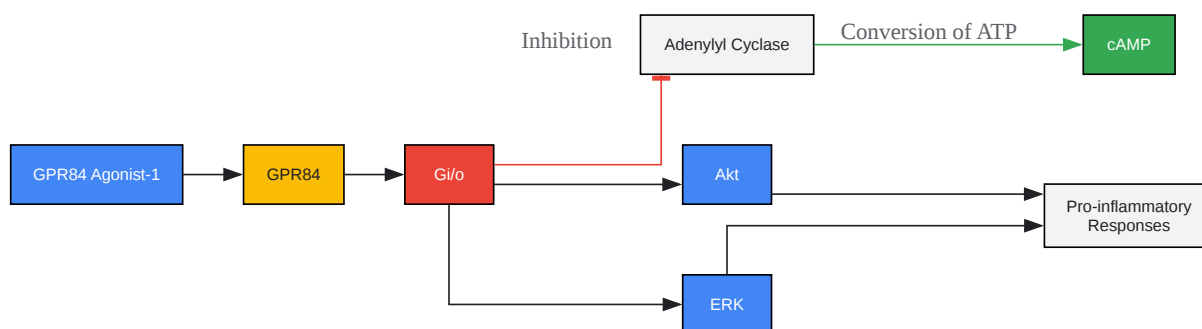 Inhibition
Adenylyl Cyclase
Conversion of ATP
cAMP
GPR84 Agonist-1
GPR84
Gi/o
Akt
Pro-inflammatory
Responses
ERK